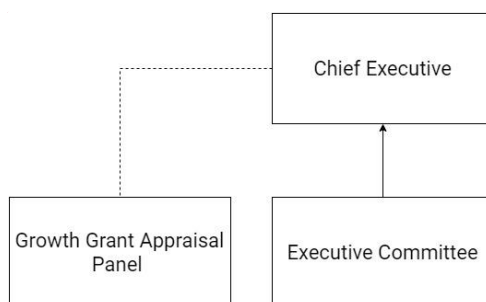 Chief Executive
Growth Grant Appraisal
Panel
Executive Committee